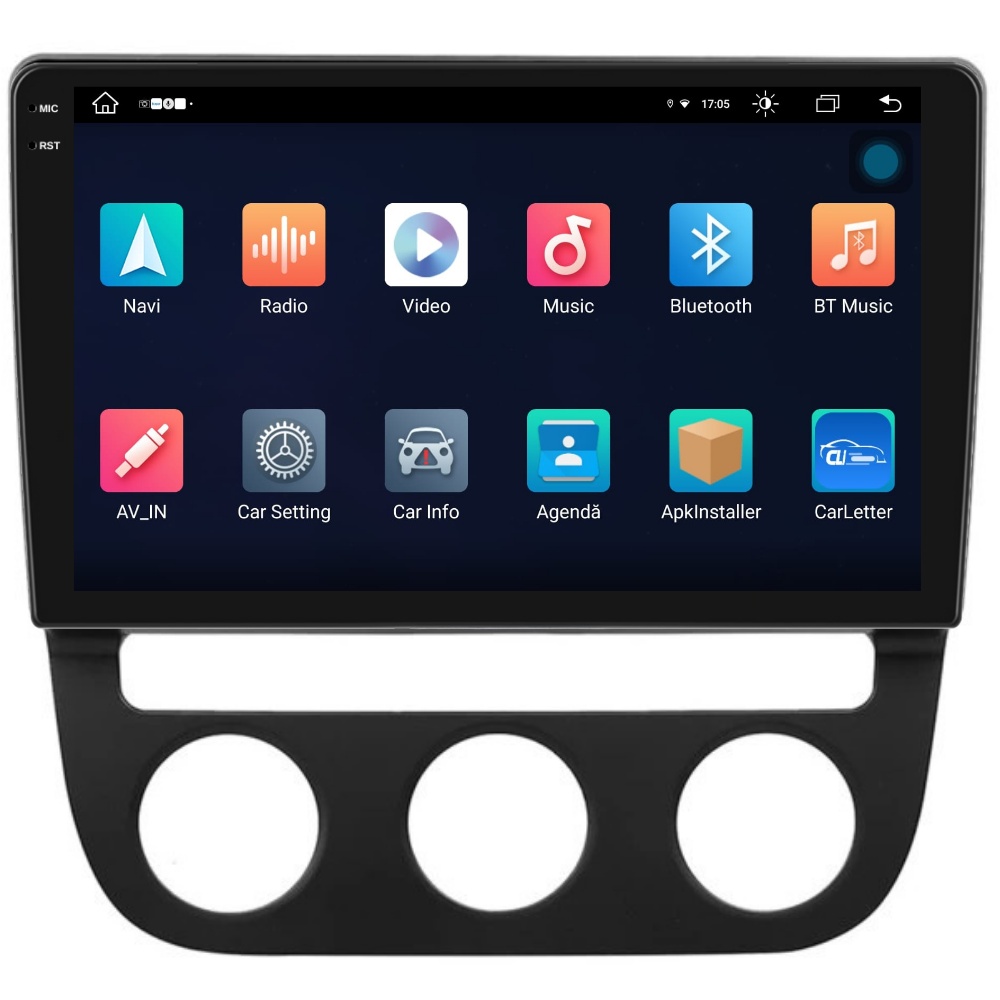 MIC
17:05
RST
Navi
Radio
Video
Music
Bluetooth
BT Music
AV_IN
Car Setting
Car Info
Agendă
ApkInstaller
CarLetter